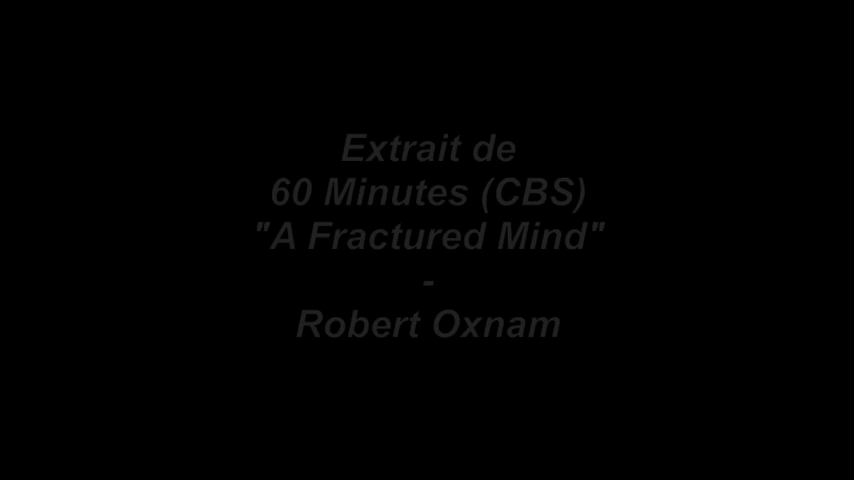 Extrait de
60 Minutes (CBS)
"A Fractured Mind"
-
Robert Oxnam